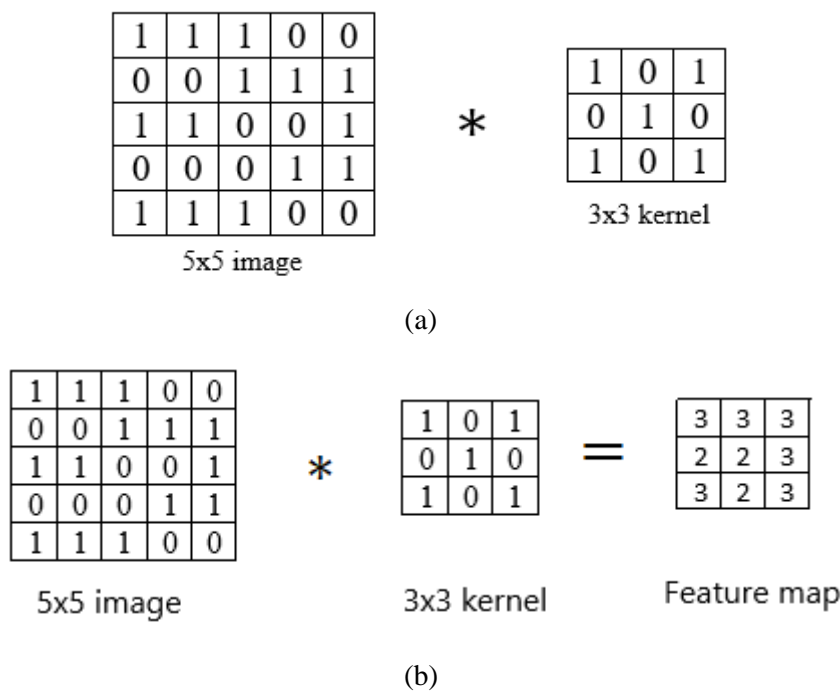 1 1 1 0 0
0 0 1 1 1
1 1 0 0 1
0 0 0 1 1
1 1 1 0 0
5x5 image
*
1 0 1
0 1 0
1 0 1
3x3 kernel
(a)
1 1 1 0 0
0 0 1 1 1
1 1 0 0 1
0 0 0 1 1
1 1 1 0 0
5x5 image
*
1 0 1
0 1 0
1 0 1
3x3 kernel
=
3 3 3
2 2 3
3 2 3
Feature map
(b)